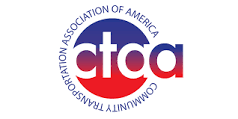 COMMUNITY TRANSPORTATION ASSOCIATION OF AMERICA
ctaa